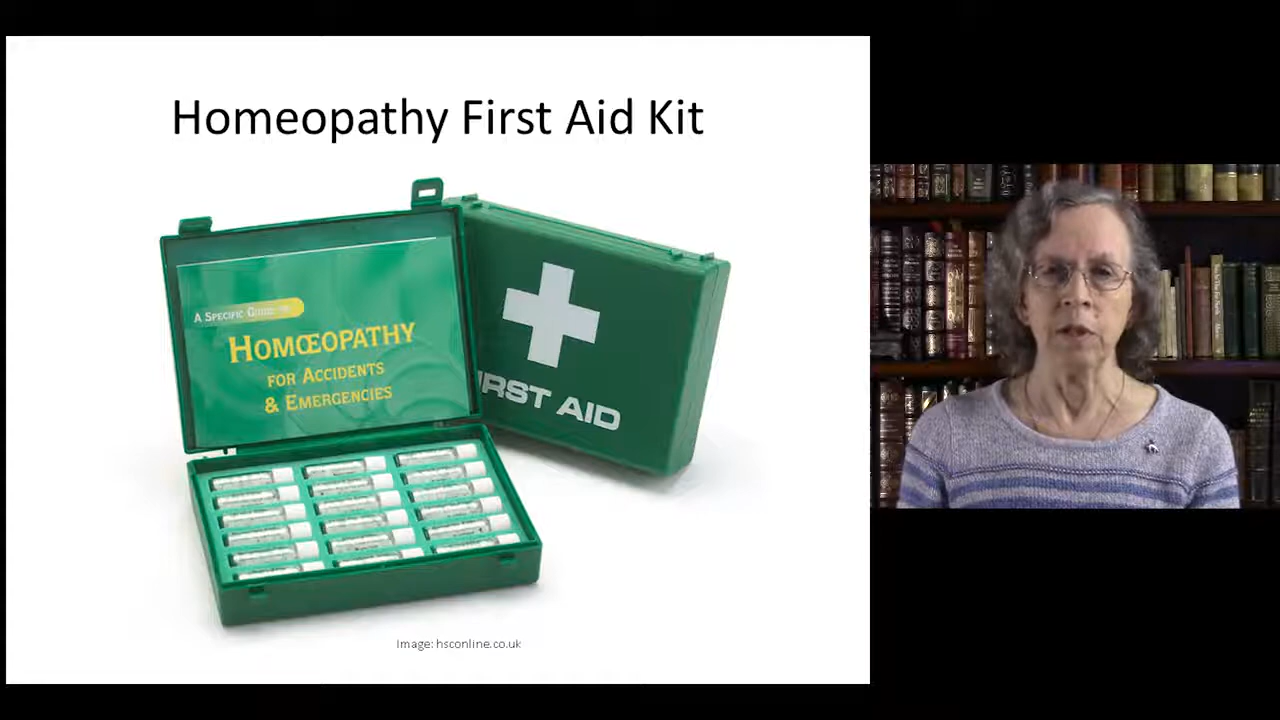 Homeopathy First Aid Kit
A SPECIFIC GUIDE TO
HOMŒOPATHY
FOR ACCIDENTS
& EMERGENCIES
FIRST AID
Image: hsconline.co.uk